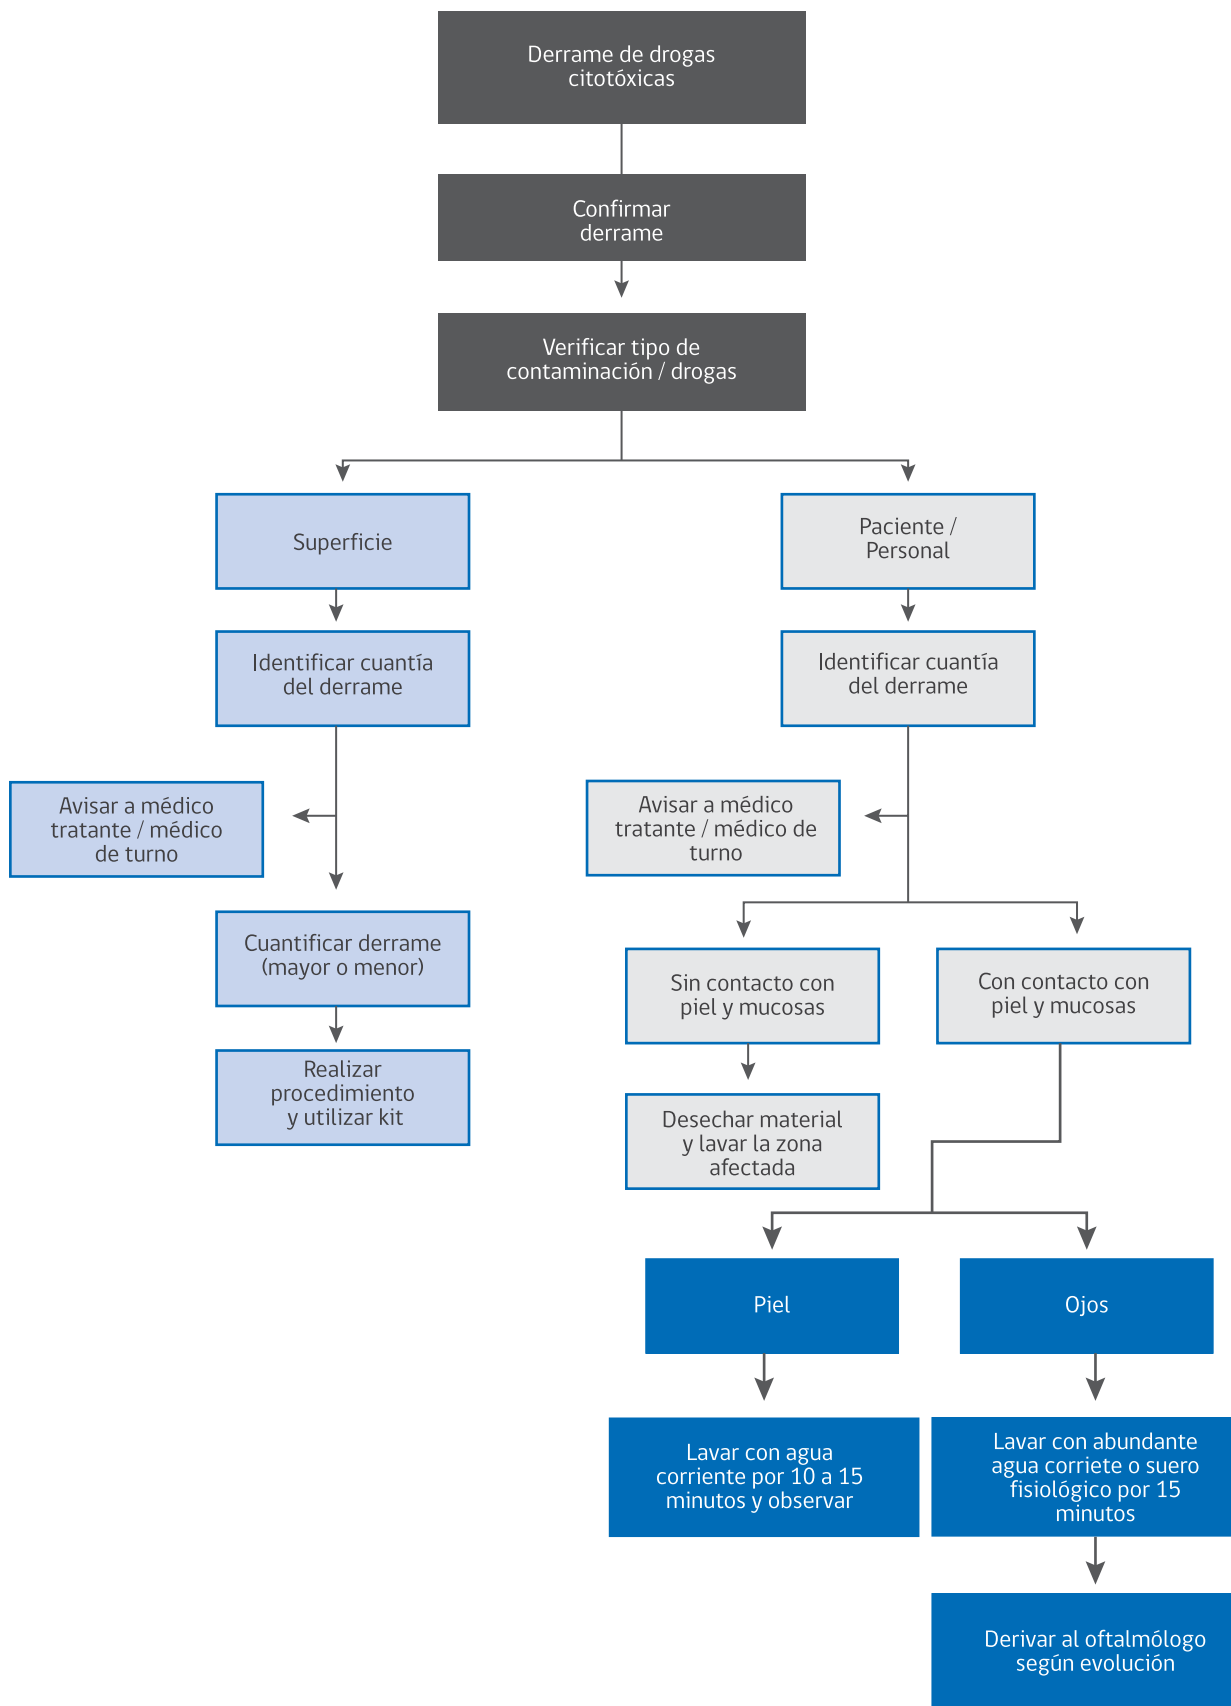 Derrame de drogas
citotóxicas
Confirmar
derrame
Verificar tipo de
contaminación / drogas
Superficie
Paciente /
Personal
Identificar cuantía
del derrame
Identificar cuantía
del derrame
Avisar a médico
tratante / médico
de turno
Avisar a médico
tratante / médico de
turno
Cuantificar derrame
(mayor o menor)
Sin contacto con
piel y mucosas
Con contacto con
piel y mucosas
Realizar
procedimiento
y utilizar kit
Desechar material
y lavar la zona
afectada
Piel
Ojos
Lavar con agua
corriente por 10 a 15
minutos y observar
Lavar con abundante
agua corriete o suero
fisiológico por 15
minutos
Derivar al oftalmólogo
según evolución